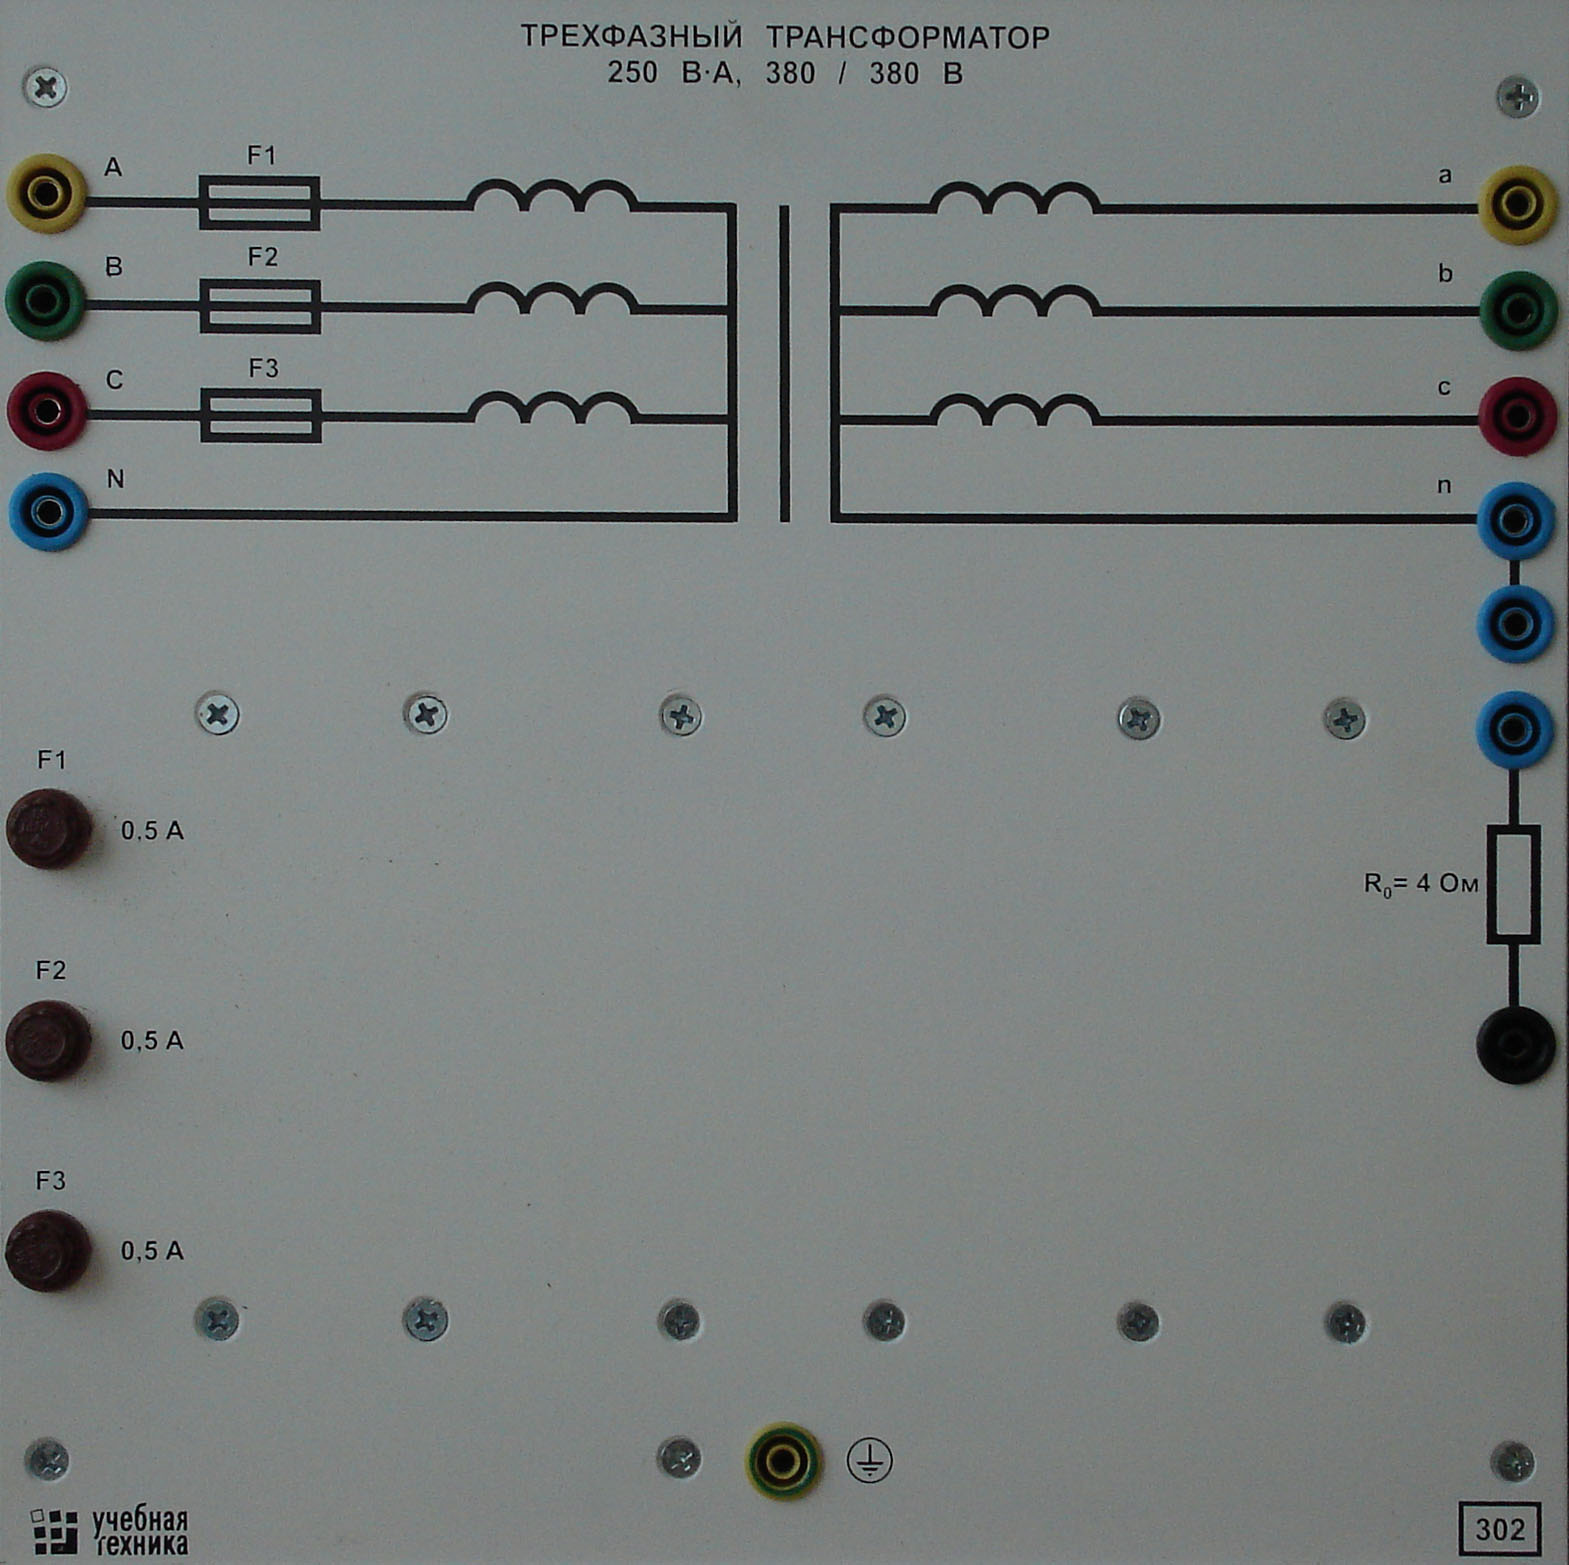 ТРЕХФАЗНЫЙ ТРАНСФОРМАТОР
250 В·А, 380 / 380 В
A
F1
a
B
F2
b
C
F3
c
N
n
F1
0,5 А
R₀= 4 Ом
F2
0,5 А
F3
0,5 А
учебная
техника
302